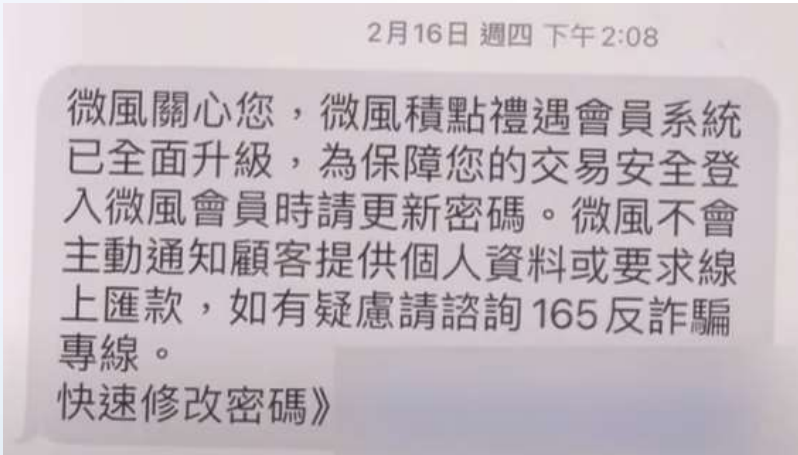 2月16日 週四 下午2:08
微風關心您，微風積點禮遇會員系統
已全面升級，為保障您的交易安全登
入微風會員時請更新密碼。微風不會
主動通知顧客提供個人資料或要求線
上匯款，如有疑慮請諮詢165反詐騙
專線。
快速修改密碼》